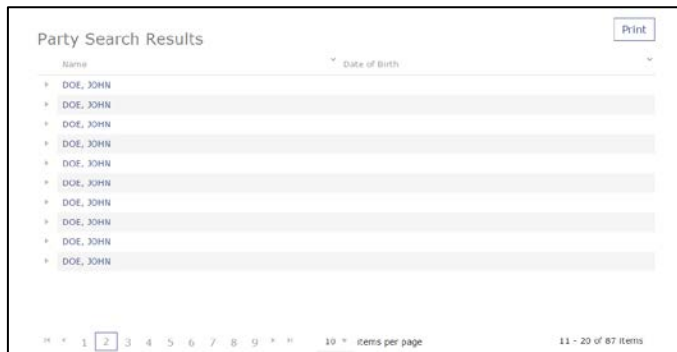 Print
Party Search Results
Name Date of Birth
DOE, JOHN
DOE, JOHN
DOE, JOHN
DOE, JOHN
DOE, JOHN
DOE, JOHN
DOE, JOHN
DOE, JOHN
DOE, JOHN
DOE, JOHN
1 2 3 4 5 6 7 8 9 10 items per page 11 - 20 of 87 items